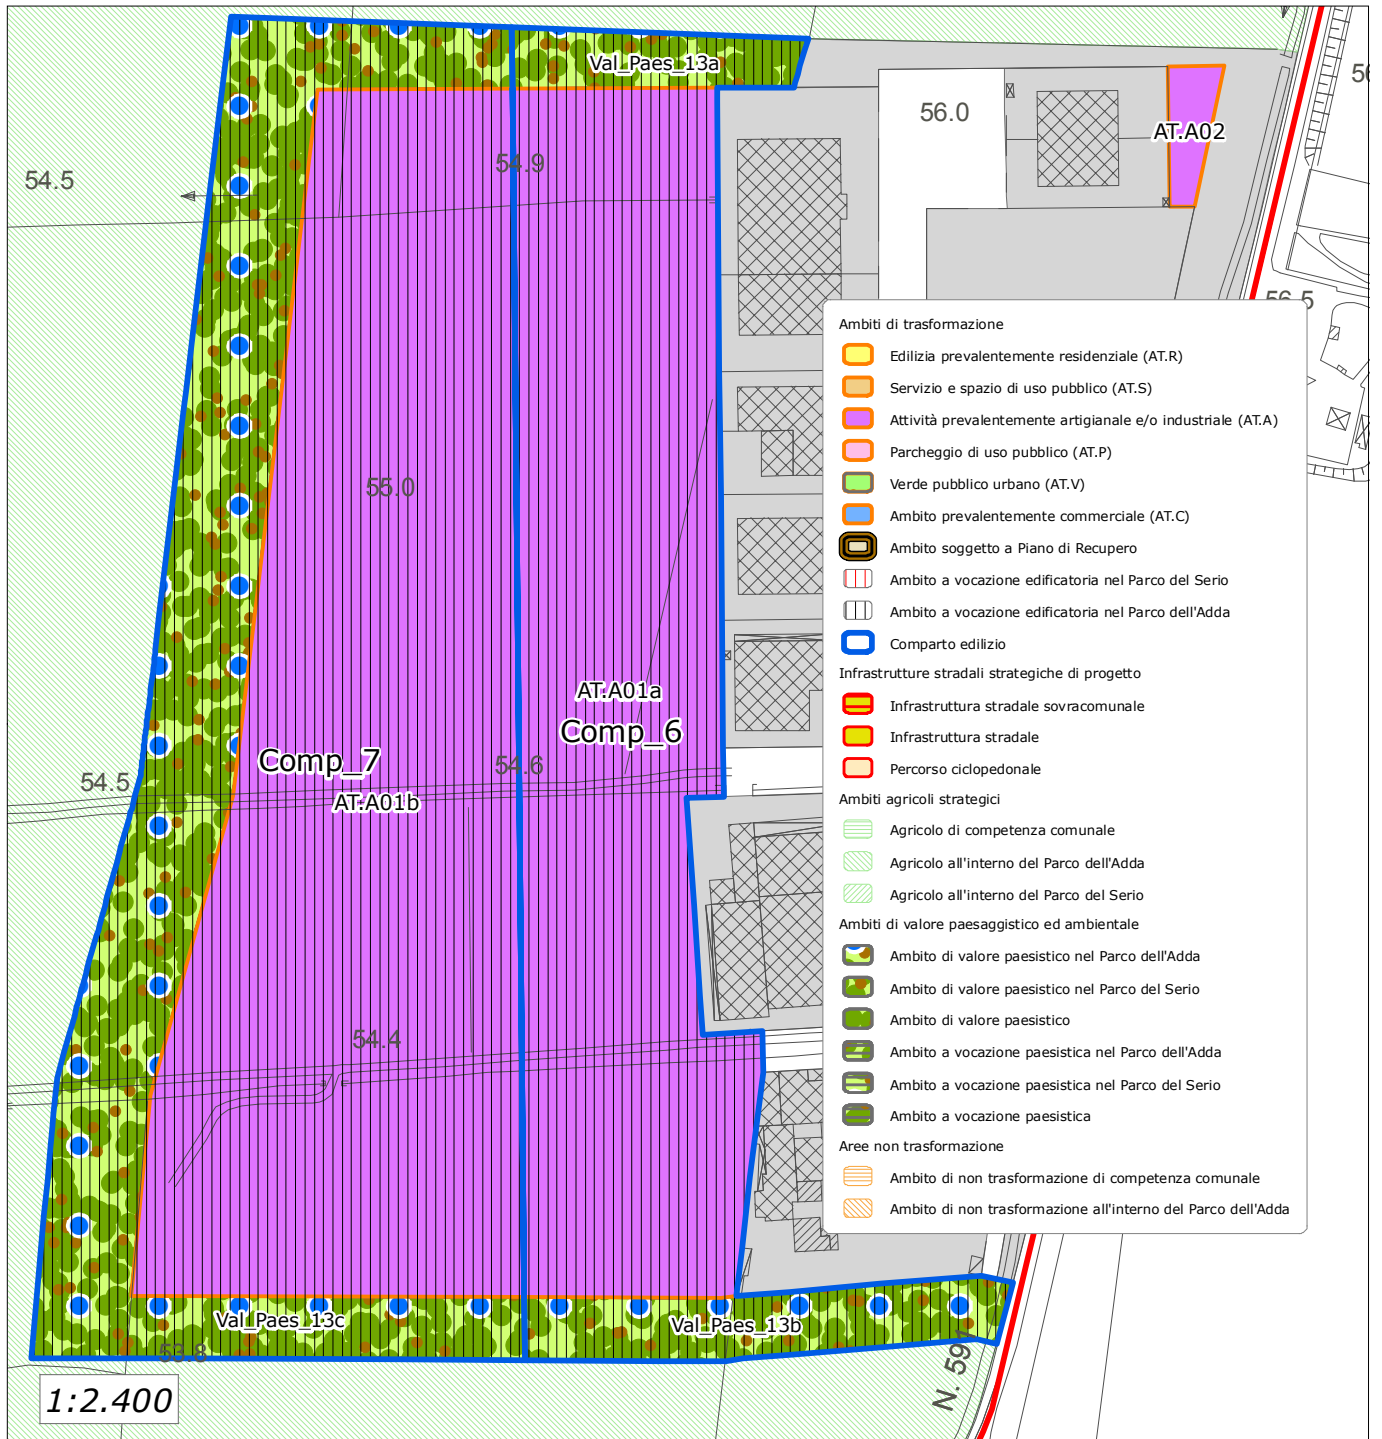 Val_Paes_13a
56.0
AT.A02
54.9
54.5
Ambiti di trasformazione
Edilizia prevalentemente residenziale (AT.R)
Servizio e spazio di uso pubblico (AT.S)
Attività prevalentemente artigianale e/o industriale (AT.A)
Parcheggio di uso pubblico (AT.P)
Verde pubblico urbano (AT.V)
Ambito prevalentemente commerciale (AT.C)
Ambito soggetto a Piano di Recupero
Ambito a vocazione edificatoria nel Parco del Serio
Ambito a vocazione edificatoria nel Parco dell'Adda
Comparto edilizio
Infrastrutture stradali strategiche di progetto
Infrastruttura stradale sovracomunale
Infrastruttura stradale
Percorso ciclopedonale
Ambiti agricoli strategici
Agricolo di competenza comunale
Agricolo all'interno del Parco dell'Adda
Agricolo all'interno del Parco del Serio
Ambiti di valore paesaggistico ed ambientale
Ambito di valore paesistico nel Parco dell'Adda
Ambito di valore paesistico nel Parco del Serio
Ambito di valore paesistico
Ambito a vocazione paesistica nel Parco dell'Adda
Ambito a vocazione paesistica nel Parco del Serio
Ambito a vocazione paesistica
Aree non trasformazione
Ambito di non trasformazione di competenza comunale
Ambito di non trasformazione all'interno del Parco dell'Adda
56.5
55.0
AT.A01a
Comp_6
Comp_7
54.6
54.5
AT.A01b
54.4
Val_Paes_13c
Val_Paes_13b
53.8
1:2.400